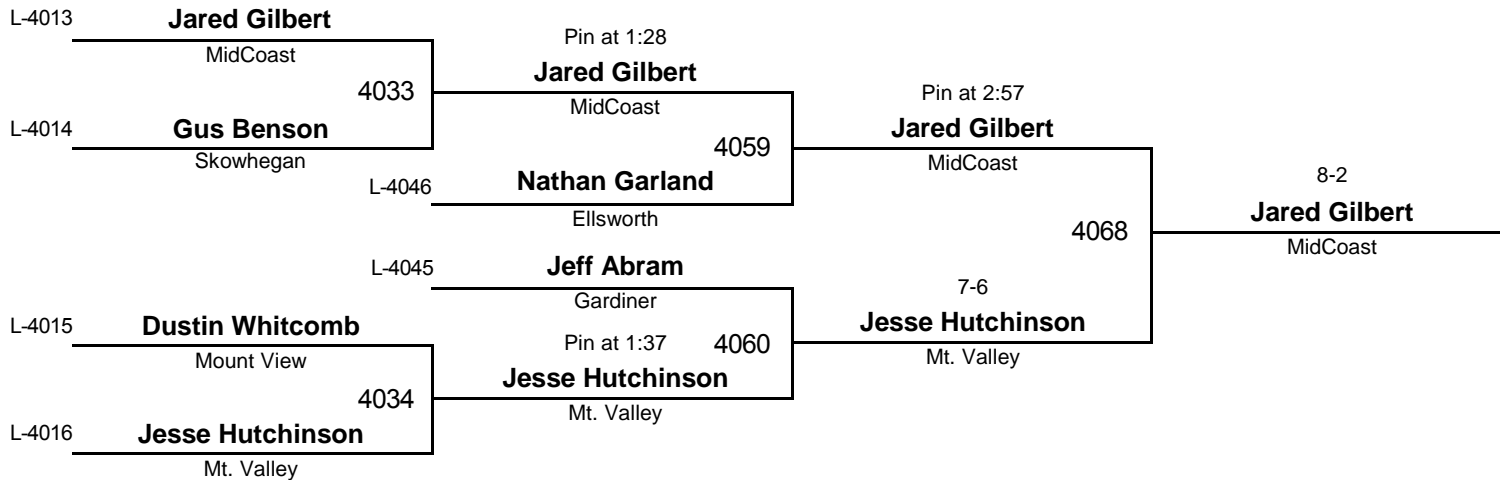 L-4013
Jared Gilbert
MidCoast
4033
L-4014
Gus Benson
Skowhegan
Pin at 1:28
Jared Gilbert
MidCoast
4059
L-4046
Nathan Garland
Ellsworth
L-4045
Jeff Abram
Gardiner
L-4015
Dustin Whitcomb
Mount View
4034
L-4016
Jesse Hutchinson
Mt. Valley
Pin at 1:37
4060
Jesse Hutchinson
Mt. Valley
Pin at 2:57
Jared Gilbert
MidCoast
4068
7-6
Jesse Hutchinson
Mt. Valley
8-2
Jared Gilbert
MidCoast